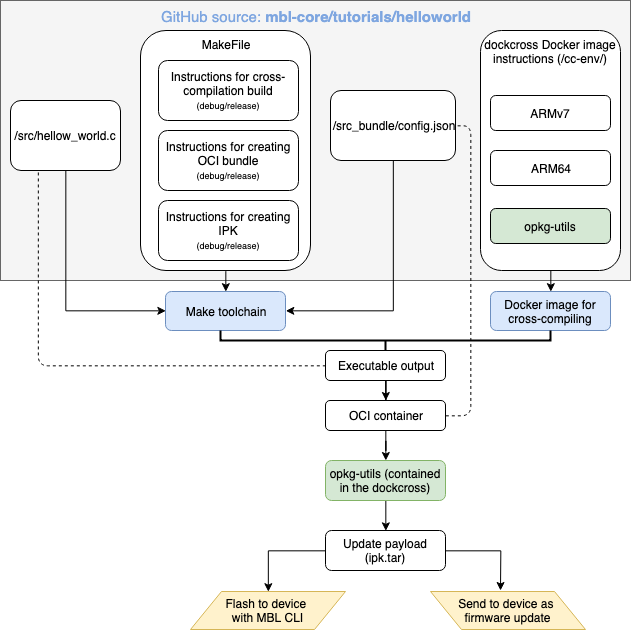 GitHub source: mbl-core/tutorials/helloworld
MakeFile
Instructions for cross-
compilation build
(debug/release)
Instructions for creating
OCI bundle
(debug/release)
Instructions for creating
IPK
(debug/release)
/src/hellow_world.c
/src_bundle/config.json
dockcross Docker image
instructions (/cc-env/)
ARMv7
ARM64
opkg-utils
Make toolchain
Docker image for
cross-compiling
Executable output
OCI container
opkg-utils (contained
in the dockcross)
Update payload
(ipk.tar)
Flash to device
with MBL CLI
Send to device as
firmware update